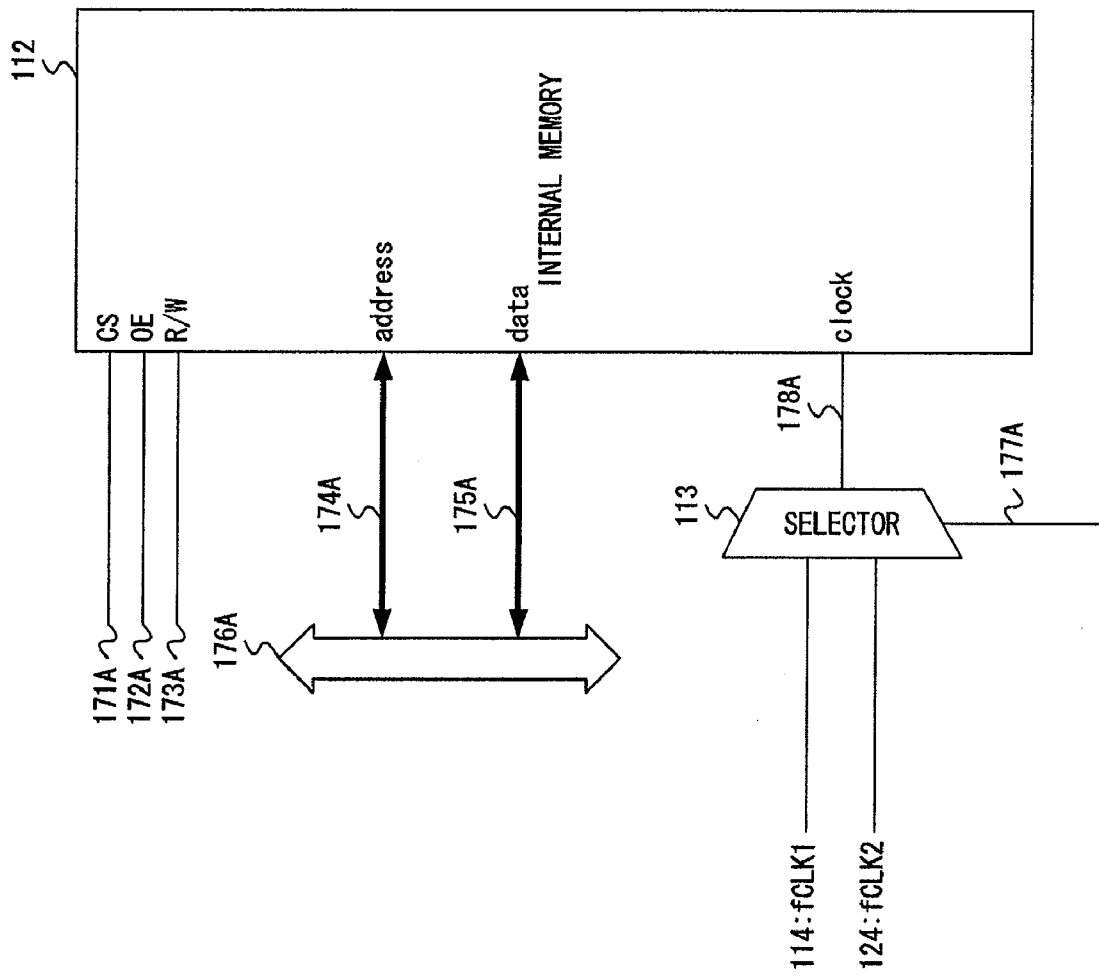 112
CS
OE
R/W
address
data
INTERNAL MEMORY
clock
171A
172A
173A
174A
175A
176A
178A
177A
113
SELECTOR
114:fCLK1
124:fCLK2